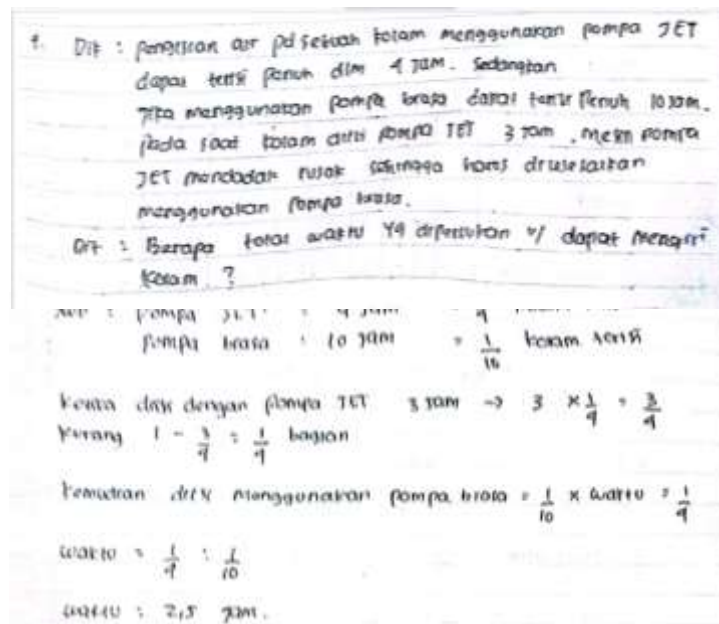 1. Dik : Pengisian air pd sebuah kolam menggunakan pompa JET
dapat terisi penuh dlm 4 jam. Sedangkan
jika menggunakan pompa biasa dapat terisi penuh 10 jam.
pada saat kolam diisi pompa JET 3 jam, mesin pompa
JET mendadak rusak sehingga harus diselesaikan
menggunakan pompa biasa.
Dit : Berapa total waktu yg diperlukan u/ dapat mengisi
kolam ?
pompa JET : 4 jam
pompa biasa : 10 jam = 1/10 kolam terisi
diisi dengan pompa JET 3 jam → 3 × 1/4 = 3/4
kurang 1 - 3/4 = 1/4 bagian
kemudian diisi menggunakan pompa biasa = 1/10 × waktu = 1/4
waktu = 1/4 : 1/10
waktu : 2,5 jam.